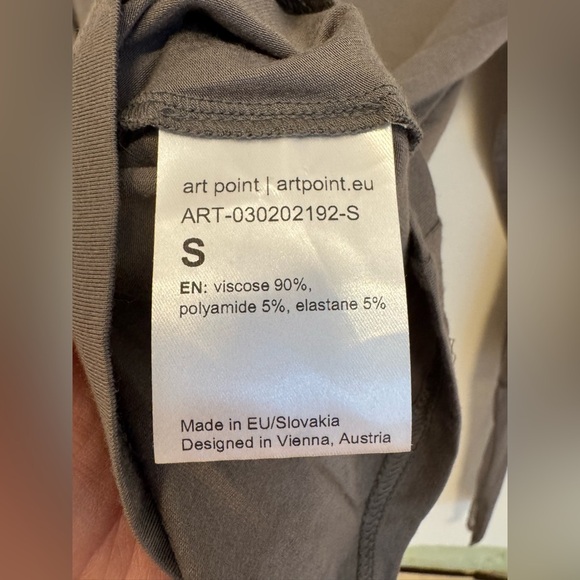 art point | artpoint.eu
ART-030202192-S
S
EN: viscose 90%,
polyamide 5%, elastane 5%
Made in EU/Slovakia
Designed in Vienna, Austria